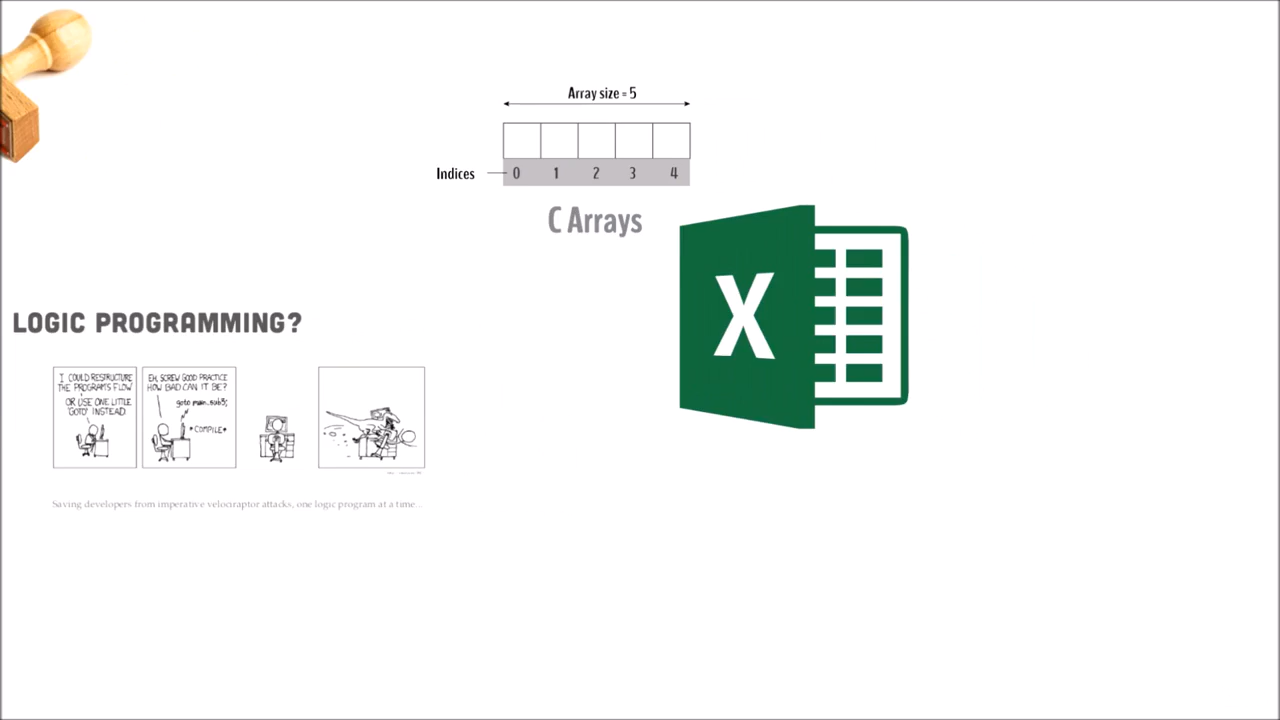 Array size = 5
Indices
0 1 2 3 4
C Arrays
X
LOGIC PROGRAMMING?
I COULD RESTRUCTURE
THE PROGRAM'S FLOW
OR USE ONE LITTLE
'GOTO' INSTEAD.
EH, SCREW GOOD PRACTICE.
HOW BAD CAN IT BE?
goto main_sub3;
*COMPILE*
Saving developers from imperative velociraptor attacks, one logic program at a time...